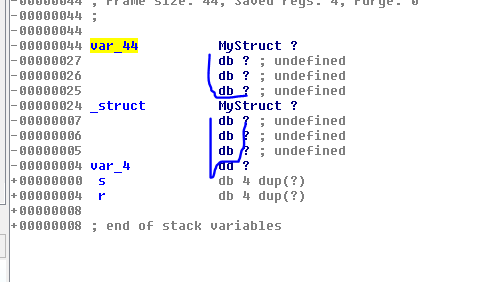 -00000044 ; Frame size: 44; Saved regs: 4; Purge: 0
-00000044 ;
-00000044
-00000044 var_44 MyStruct ?
-00000027 db ? ; undefined
-00000026 db ? ; undefined
-00000025 db ? ; undefined
-00000024 _struct MyStruct ?
-00000007 db ? ; undefined
-00000006 db ? ; undefined
-00000005 db ? ; undefined
-00000004 var_4 dd ?
+00000000 s db 4 dup(?)
+00000004 r db 4 dup(?)
+00000008
+00000008 ; end of stack variables